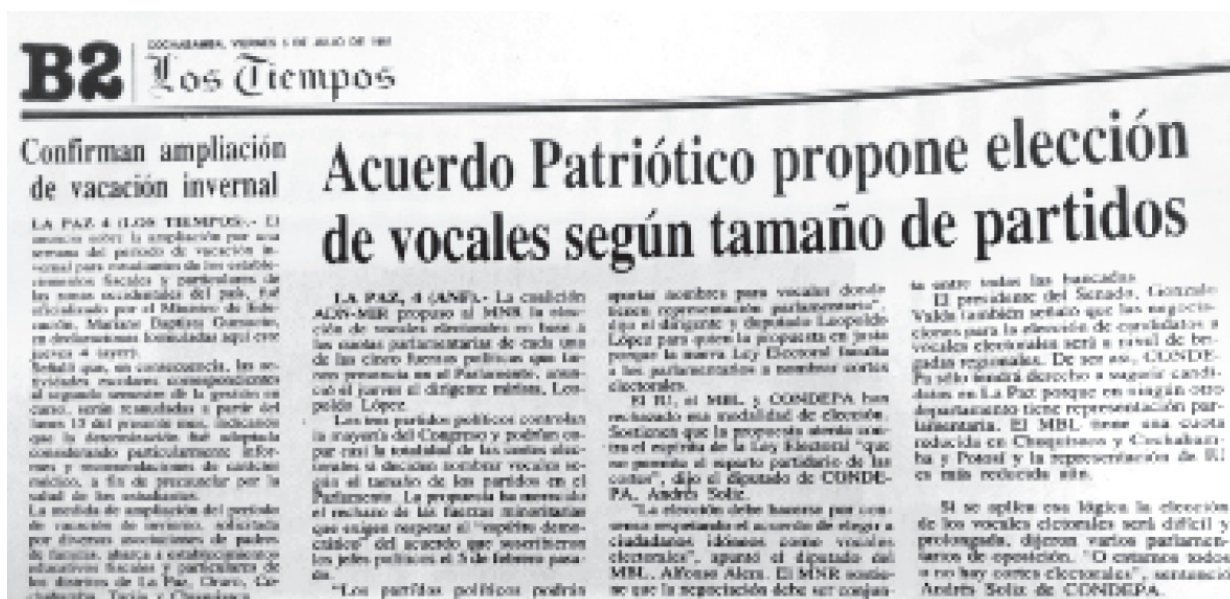 B2
COCHABAMBA, VIERNES 5 DE JULIO DE
Los Tiempos
Confirman ampliación
de vacación invernal
LA PAZ 4 (LOS TIEMPOS).- El
anuncio sobre la ampliación por una
semana del periodo de vacación in-
vernal para estudiantes de los estable-
cimientos fiscales y particulares de
las zonas occidentales del país, fue
oficializado por el Ministro de Edu-
cación, Mariano Baptista Gumucio,
en declaraciones formuladas aquí este
jueves 4 (ayer).
Señaló que, en consecuencia, las ac-
tividades escolares correspondientes
al segundo semestre de la gestión en
curso, serán reanudadas a partir del
lunes 15 del presente mes, indicando
que la determinación fue adoptada
considerando particularmente infor-
mes y recomendaciones de carácter
médico, a fin de precautelar por la
salud de los estudiantes.
La medida de ampliación del periodo
de vacación de invierno, solicitada
por diversas asociaciones de padres
de familia, abarca a establecimientos
educativos fiscales y particulares de
los distritos de La Paz, Oruro, Co-
chabamba, Tarija y Chuquisaca.
Acuerdo Patriótico propone elección
de vocales según tamaño de partidos
LA PAZ, 4 (ANF).- La coalición
ADN-MIR propuso al MNR la elec-
ción de vocales electorales en base a
las cuotas parlamentarias de cada una
de las cinco fuerzas políticas que tie-
nen presencia en el Parlamento, anun-
ció el jueves el dirigente mirista, Leo-
poldo López.
Los tres partidos políticos controlan
la mayoría del Congreso y podrían co-
par casi la totalidad de las cortes elec-
torales si deciden nombrar vocales se-
gún el tamaño de los partidos en el
Parlamento. La propuesta ha merecido
el rechazo de las fuerzas minoritarias
que exigen respetar el "espíritu demo-
crático" del acuerdo que suscribieron
los jefes políticos el 5 de febrero pasa-
do.
"Los partidos políticos podrán
aportar nombres para vocales donde
tienen representación parlamentaria",
dijo el dirigente y diputado Leopoldo
López para quien la propuesta es justa
porque la nueva Ley Electoral faculta
a los parlamentarios a nombrar cortes
electorales.
El IU, el MBL y CONDEPA han
rechazado esa modalidad de elección.
Sostienen que la propuesta atenta con-
tra el espíritu de la Ley Electoral "que
no permite el reparto partidario de las
cortes", dijo el diputado de CONDE-
PA, Andrés Soliz.
"La elección debe hacerse por con-
senso respetando el acuerdo de elegir a
ciudadanos idóneos como vocales
electorales", apuntó el diputado del
MBL, Alfonso Alem. El MNR sostie-
ne que la negociación debe ser conjun-
ta entre todas las bancadas.
El presidente del Senado, Gonzalo
Valda también señaló que las negocia-
ciones para la elección de candidatos a
vocales electorales será a nivel de bri-
gadas regionales. De ser así, CONDE-
PA sólo tendrá derecho a sugerir candi-
datos en La Paz porque en ningún otro
departamento tiene representación par-
lamentaria. El MBL tiene una cuota
reducida en Chuquisaca y Cochabam-
ba y Potosí y la representación de IU
es más reducida aún.
Si se aplica esa lógica la elección
de los vocales electorales será difícil y
prolongada, dijeron varios parlamen-
tarios de oposición. "O estamos todos
o no hay cortes electorales", sentenció
Andrés Soliz de CONDEPA.